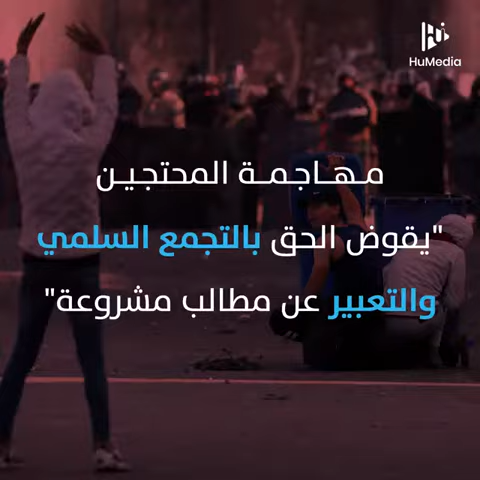 HuMedia
مهاجمة المحتجين
"يقوض الحق بالتجمع السلمي
والتعبير عن مطالب مشروعة"